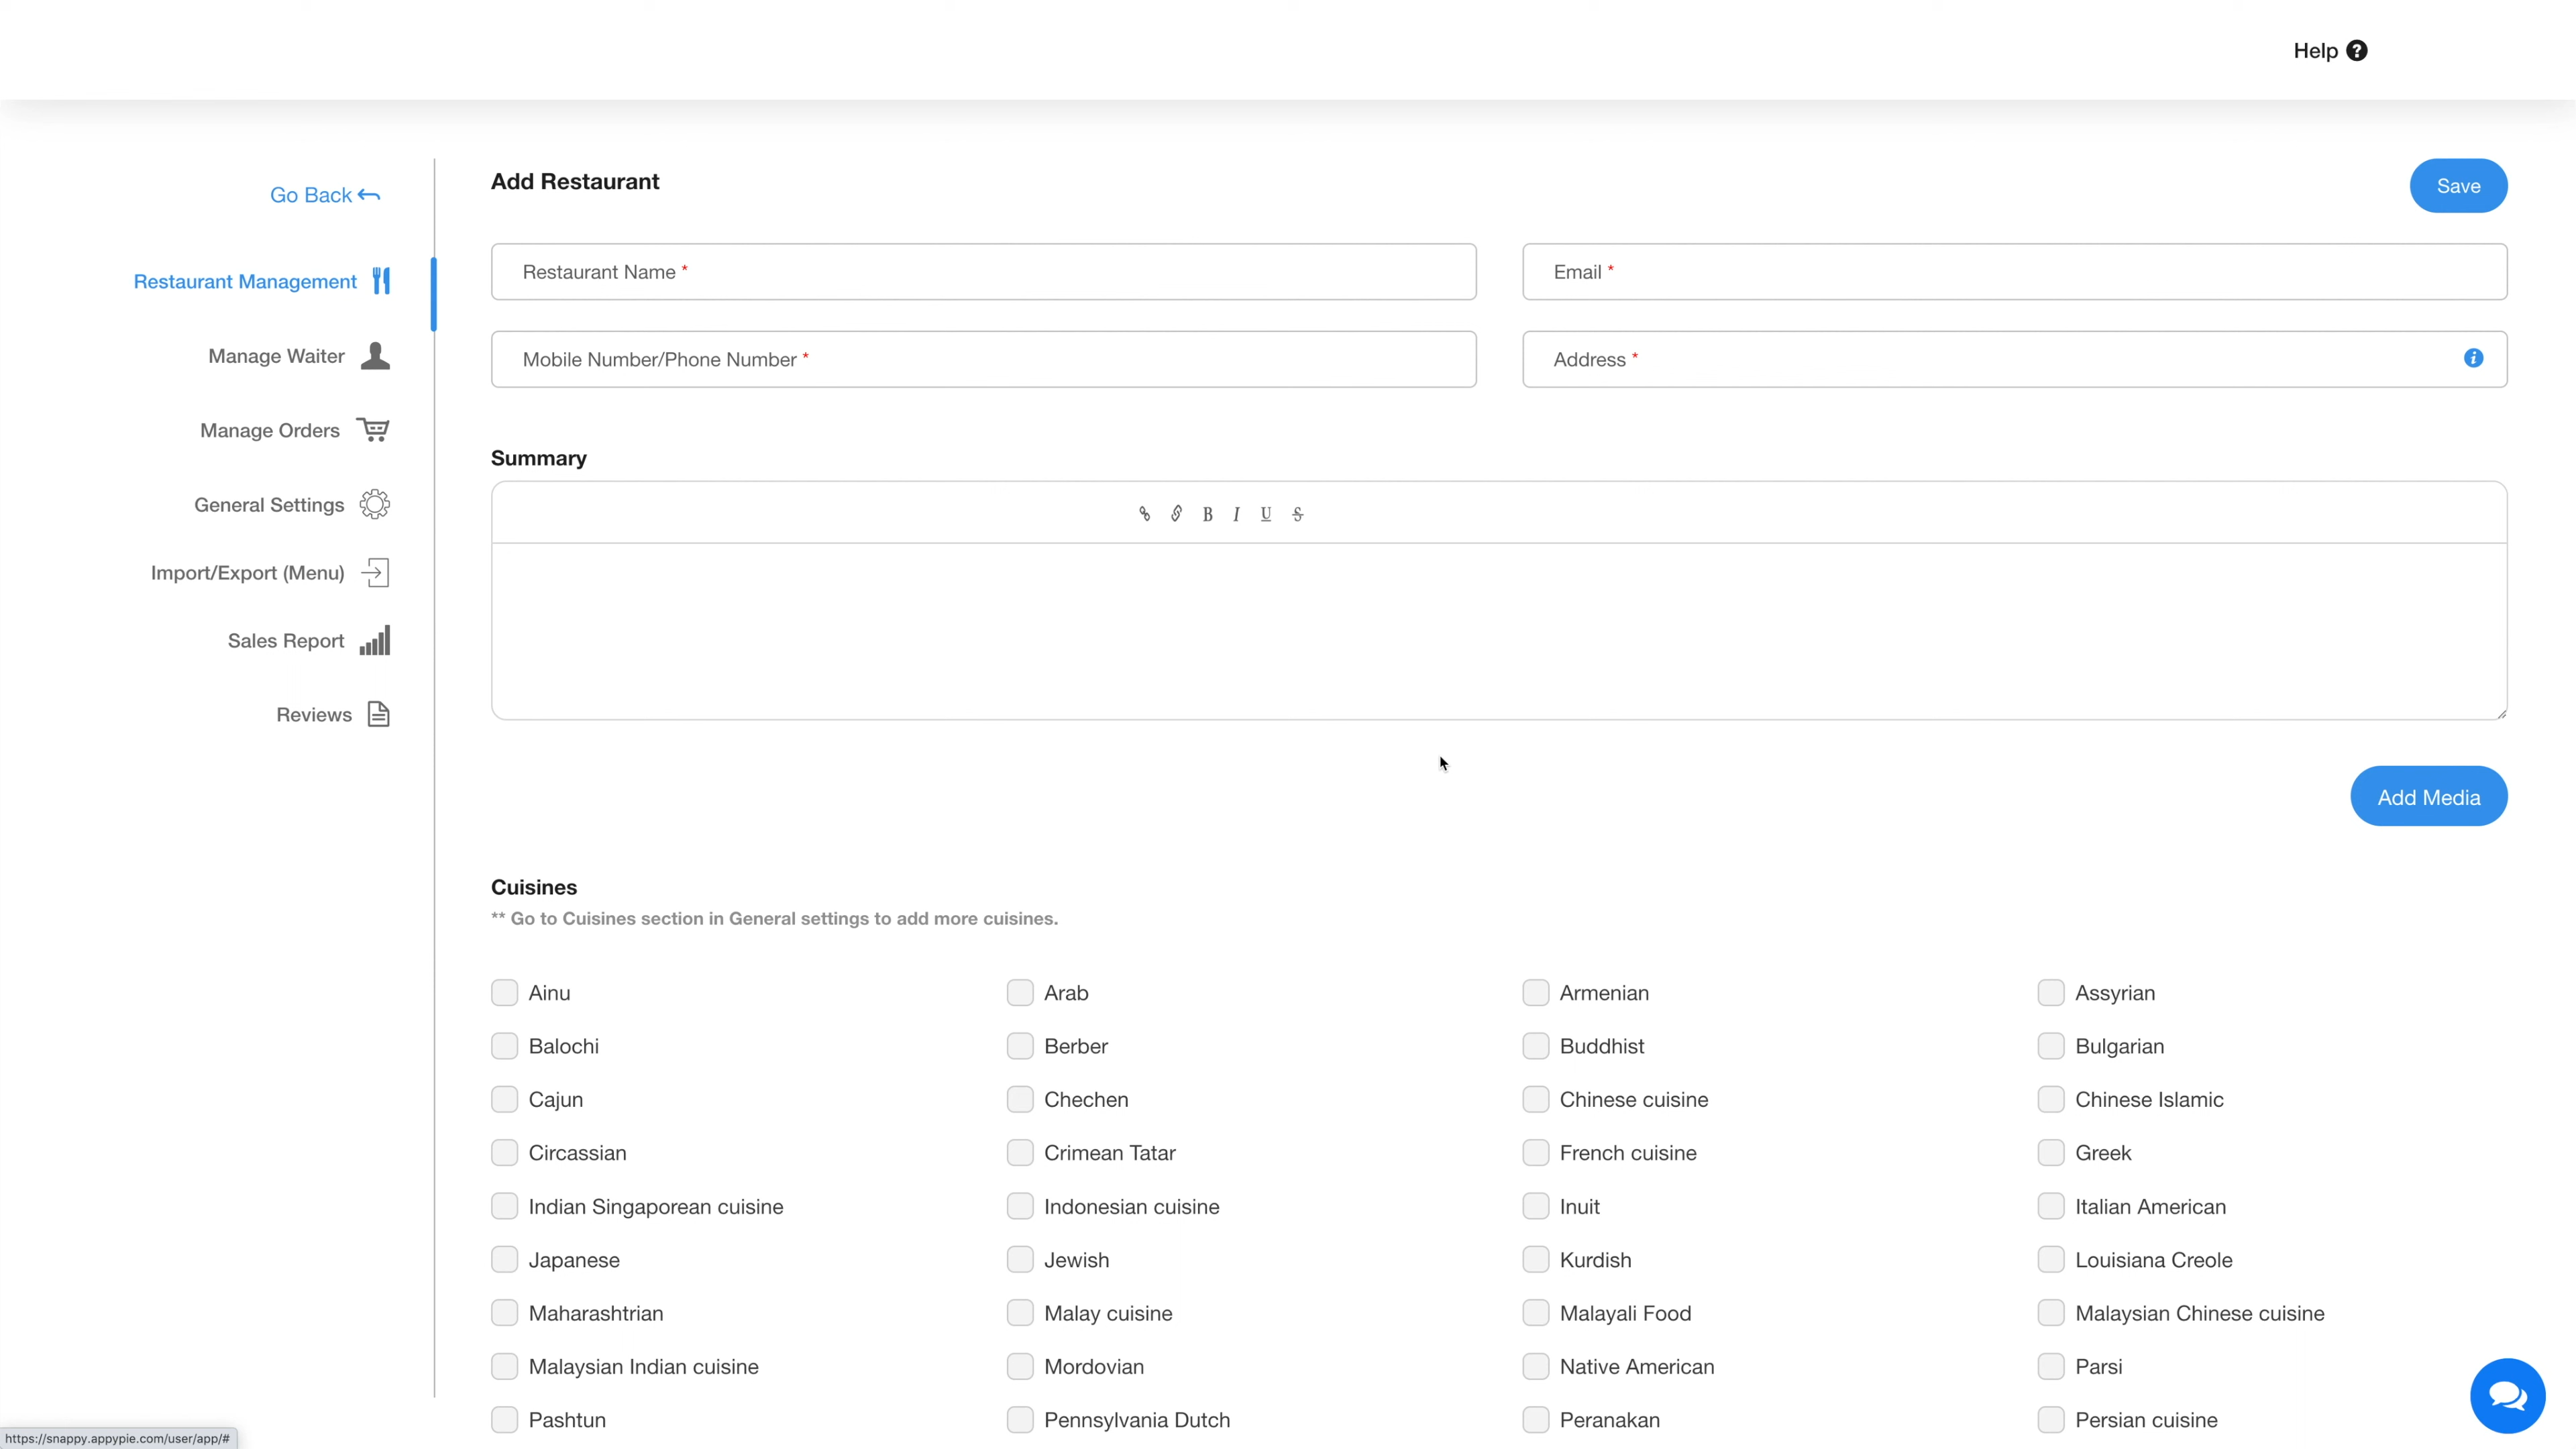 Help ?
Go Back
Restaurant Management
Manage Waiter
Manage Orders
General Settings
Import/Export (Menu)
Sales Report
Reviews
Add Restaurant
Save
Restaurant Name *
Email *
Mobile Number/Phone Number *
Address *
i
Summary
B I U S
Add Media
Cuisines
** Go to Cuisines section in General settings to add more cuisines.
Ainu Arab Armenian Assyrian
Balochi Berber Buddhist Bulgarian
Cajun Chechen Chinese cuisine Chinese Islamic
Circassian Crimean Tatar French cuisine Greek
Indian Singaporean cuisine Indonesian cuisine Inuit Italian American
Japanese Jewish Kurdish Louisiana Creole
Maharashtrian Malay cuisine Malayali Food Malaysian Chinese cuisine
Malaysian Indian cuisine Mordovian Native American Parsi
Pashtun Pennsylvania Dutch Peranakan Persian cuisine
https://snappy.appypie.com/user/app/#